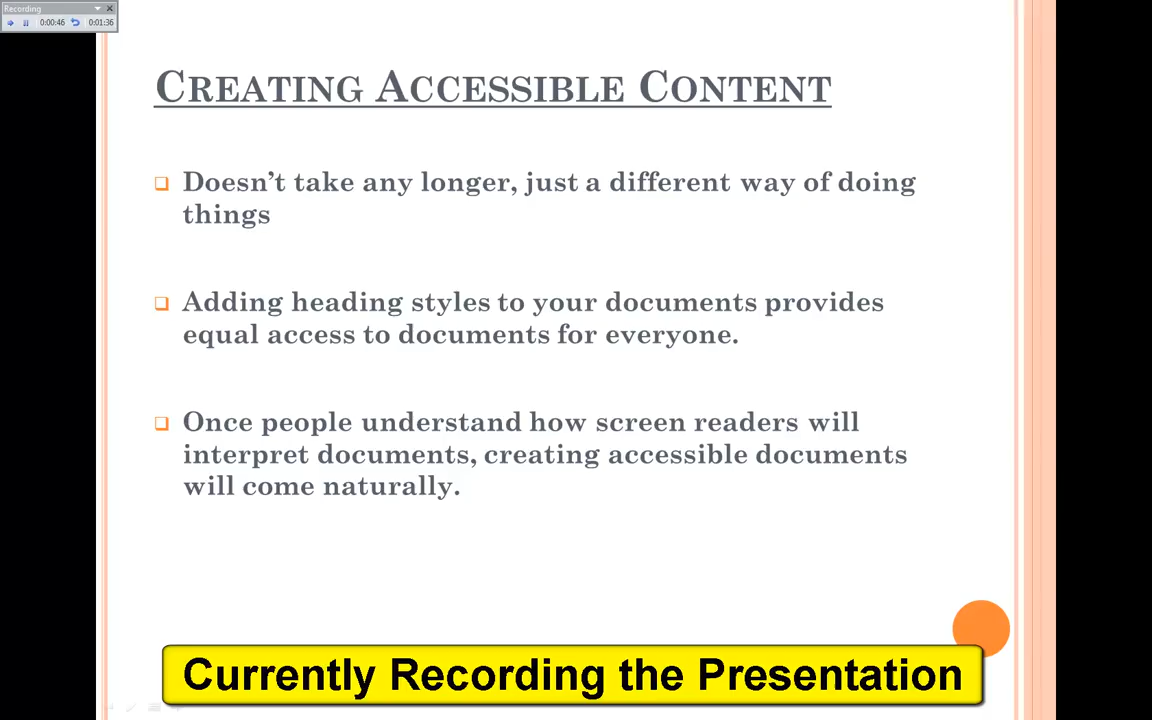 Recording
0:00:46 0:01:36
CREATING ACCESSIBLE CONTENT
Doesn't take any longer, just a different way of doing
things
Adding heading styles to your documents provides
equal access to documents for everyone.
Once people understand how screen readers will
interpret documents, creating accessible documents
will come naturally.
Currently Recording the Presentation